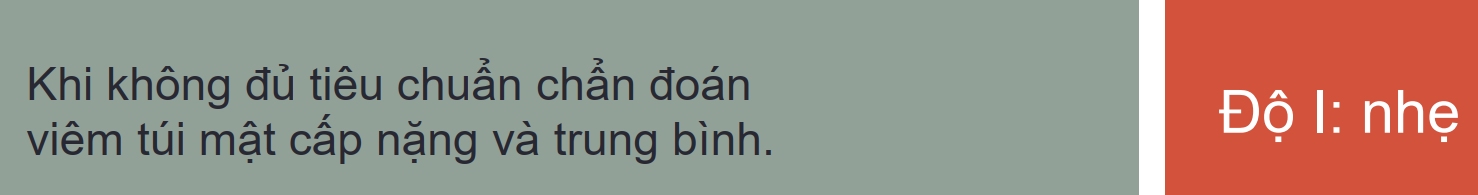 Khi không đủ tiêu chuẩn chẩn đoán
viêm túi mật cấp nặng và trung bình.
Độ I: nhẹ